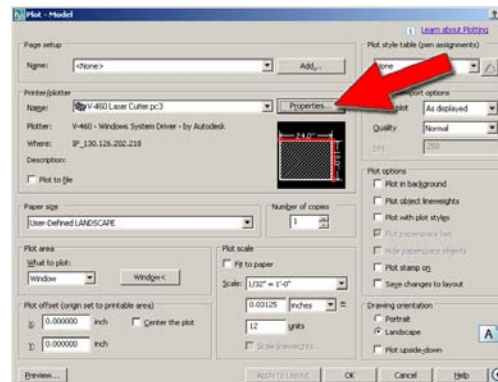 Plot - Model
Learn about Plotting
Page setup
Name: <None> Add...
Plot style table (pen assignments)
Printer/plotter
Name: V-460 Laser Cutter.pc3 Properties...
Plotter: V-460 - Windows System Driver - by Autodesk
Where: IP_130.126.202.218
Description:
Plot to file
24.0''
options
As displayed
Quality Normal
DPI 250
Paper size
User-Defined LANDSCAPE
Number of copies
1
Plot options
Plot in background
Plot object lineweights
Plot with plot styles
Plot paperspace last
Hide paperspace objects
Plot stamp on
Save changes to layout
Plot area
What to plot:
Window Window<
Plot scale
Fit to paper
Scale: 1/32" = 1'-0"
0.03125 inches =
12 units
Scale lineweights
Plot offset (origin set to printable area)
X: 0.000000 inch Center the plot
Y: 0.000000 inch
Drawing orientation
Portrait
Landscape
Plot upside-down
A
Preview... Apply to Layout OK Cancel Help